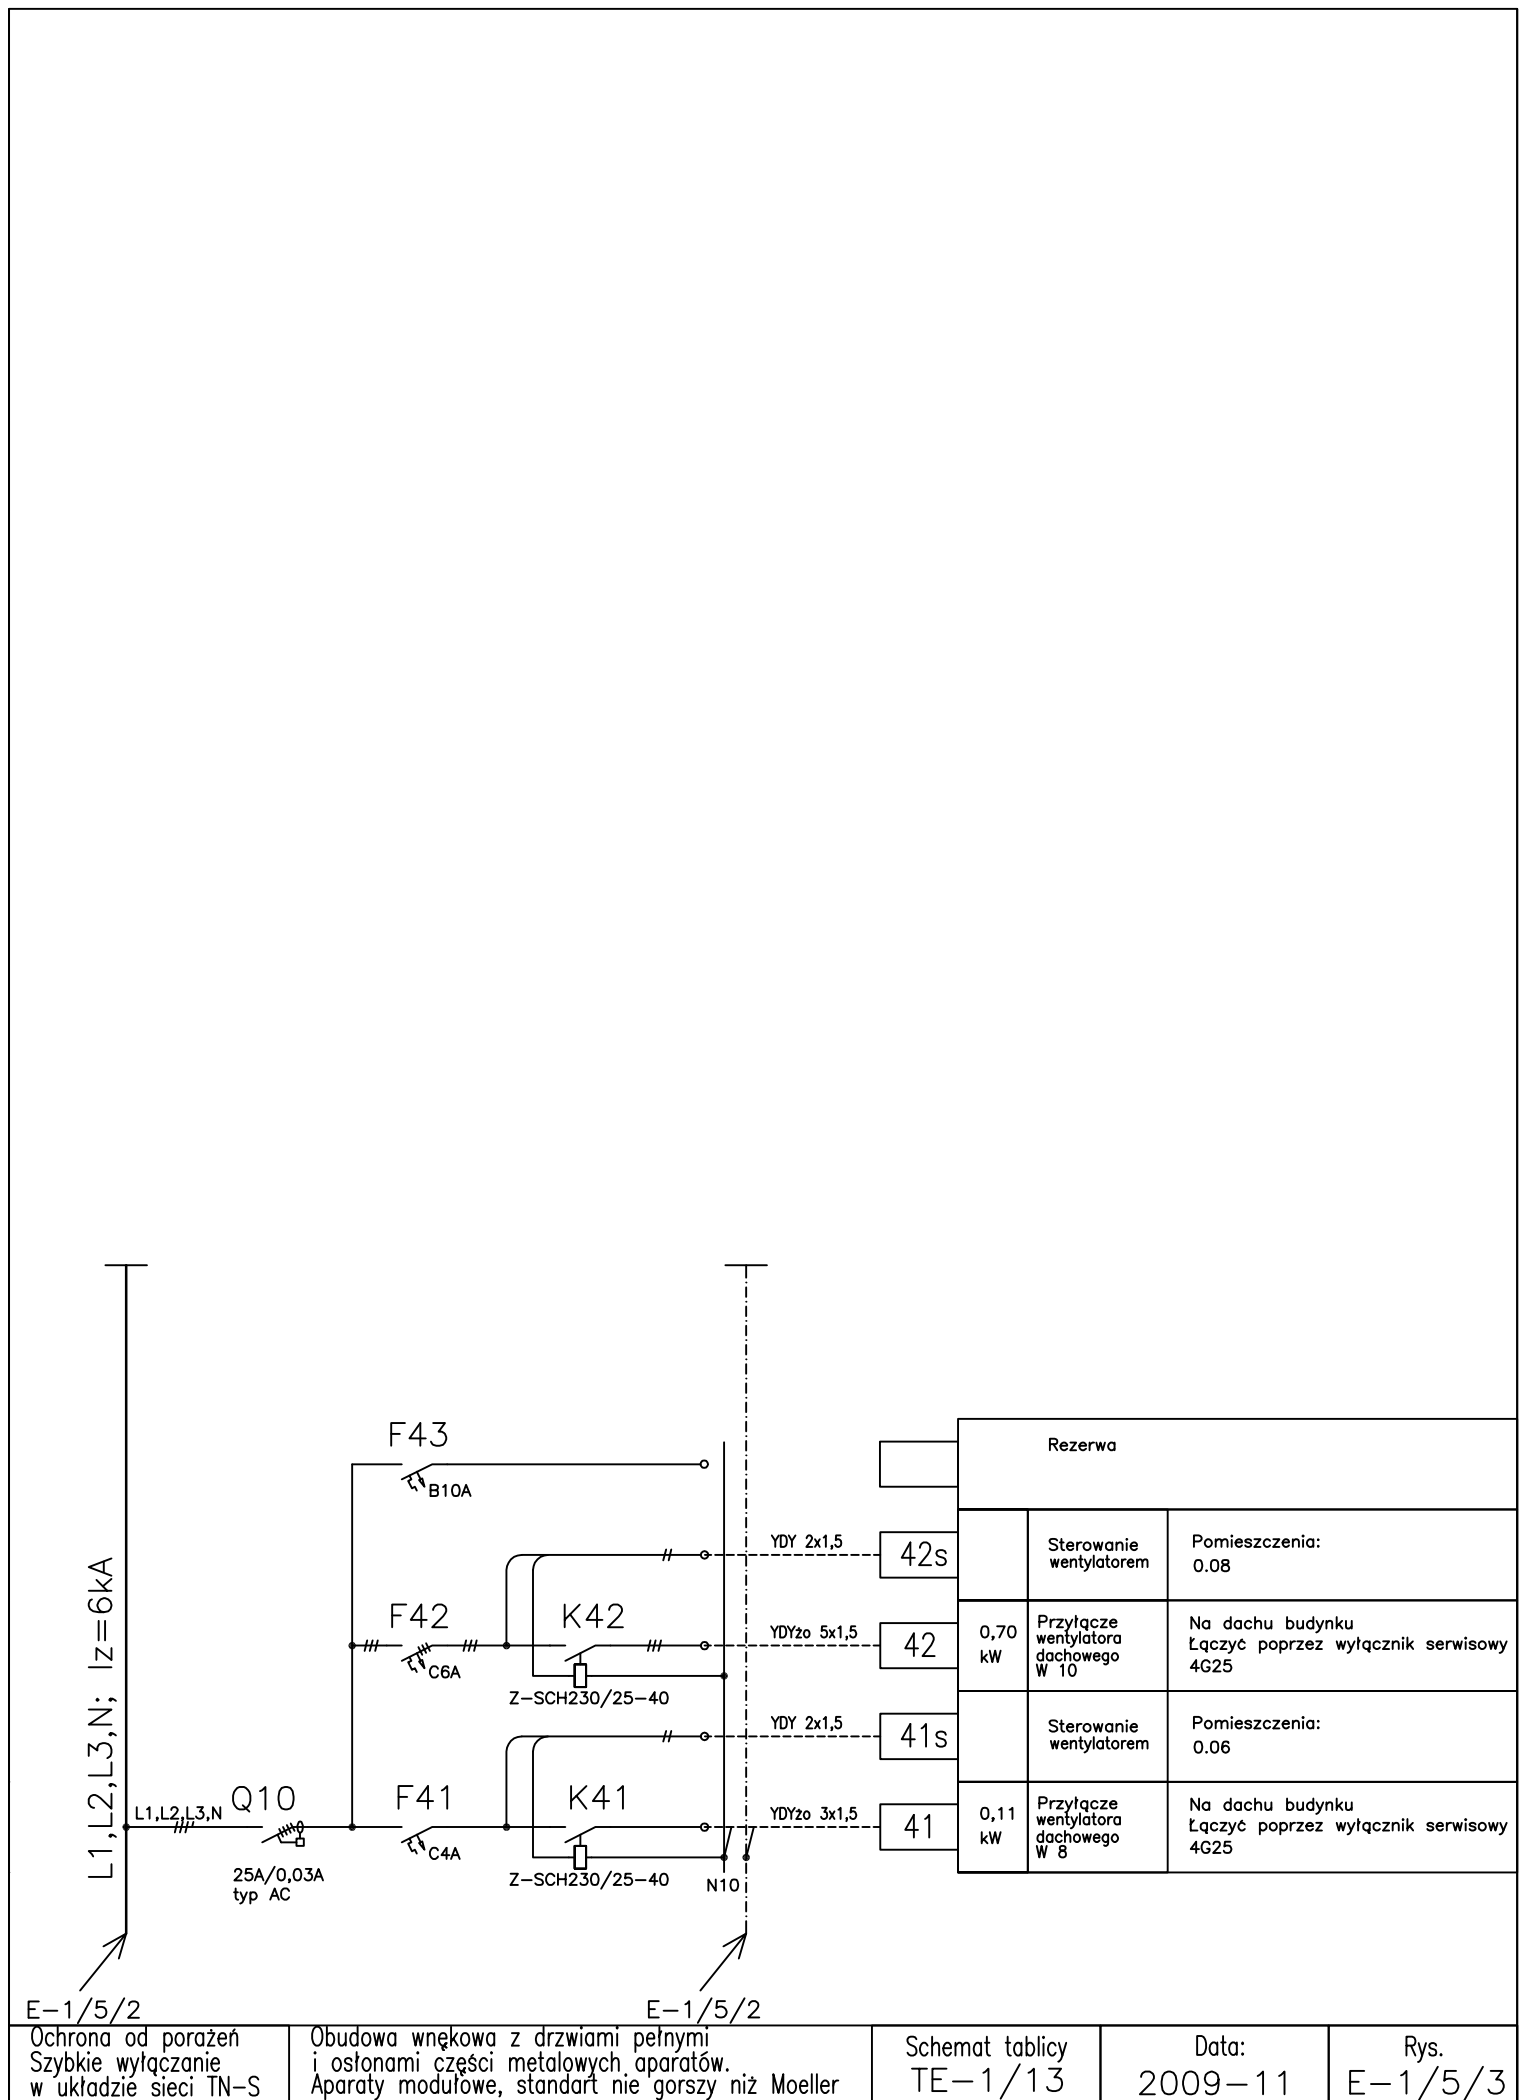 F43
B10A
Rezerwa
YDY 2x1,5
42s
Sterowanie
wentylatorem
Pomieszczenia:
0.08
L1,L2,L3,N; Iz=6kA
F42
C6A
K42
Z-SCH230/25-40
YDYżo 5x1,5
42
0,70
kW
Przyłącze
wentylatora
dachowego
W 10
Na dachu budynku
Łączyć poprzez wyłącznik serwisowy
4G25
YDY 2x1,5
41s
Sterowanie
wentylatorem
Pomieszczenia:
0.06
L1,L2,L3,N
Q10
25A/0,03A
typ AC
F41
C4A
K41
Z-SCH230/25-40
N10
YDYżo 3x1,5
41
0,11
kW
Przyłącze
wentylatora
dachowego
W 8
Na dachu budynku
Łączyć poprzez wyłącznik serwisowy
4G25
E-1/5/2
E-1/5/2
Ochrona od porażeń
Szybkie wyłączanie
w układzie sieci TN-S
Obudowa wnękowa z drzwiami pełnymi
i osłonami części metalowych aparatów.
Aparaty modułowe, standart nie gorszy niż Moeller
Schemat tablicy
TE-1/13
Data:
2009-11
Rys.
E-1/5/3